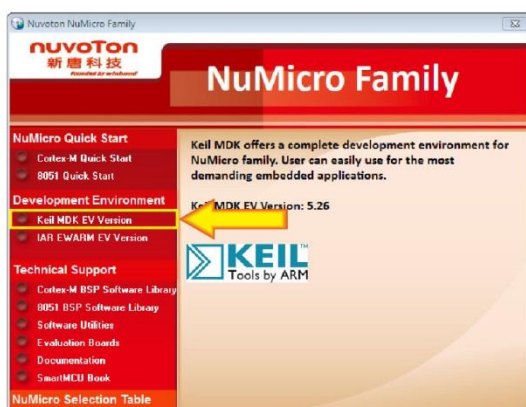 Nuvoton NuMicro Family
nuvoTon
新唐科技
Founded by winbond
NuMicro Family
NuMicro Quick Start
Cortex-M Quick Start
8051 Quick Start
Development Environment
Keil MDK EV Version
IAR EWARM EV Version
Technical Support
Cortex-M BSP Software Library
8051 BSP Software Library
Software Utilities
Evaluation Boards
Documentation
SmartMCU Book
NuMicro Selection Table
Keil MDK offers a complete development environment for
NuMicro family. User can easily use for the most
demanding embedded applications.
Keil MDK EV Version: 5.26
KEIL
Tools by ARM